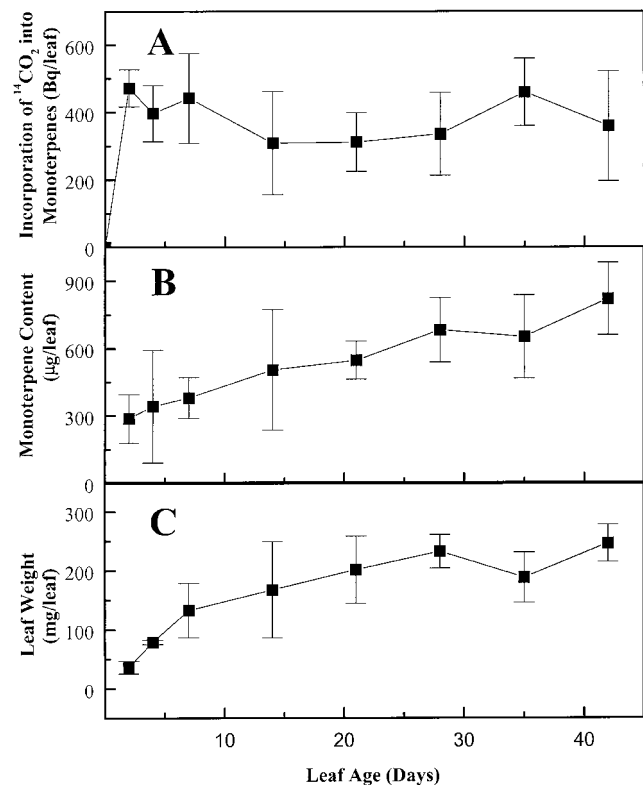 A
Incorporation of ¹⁴CO₂ into
Monoterpenes (Bq/leaf)
600
400
200
0
B
Monoterpene Content
(µg/leaf)
900
600
300
0
C
Leaf Weight
(mg/leaf)
300
200
100
0
10 20 30 40
Leaf Age (Days)